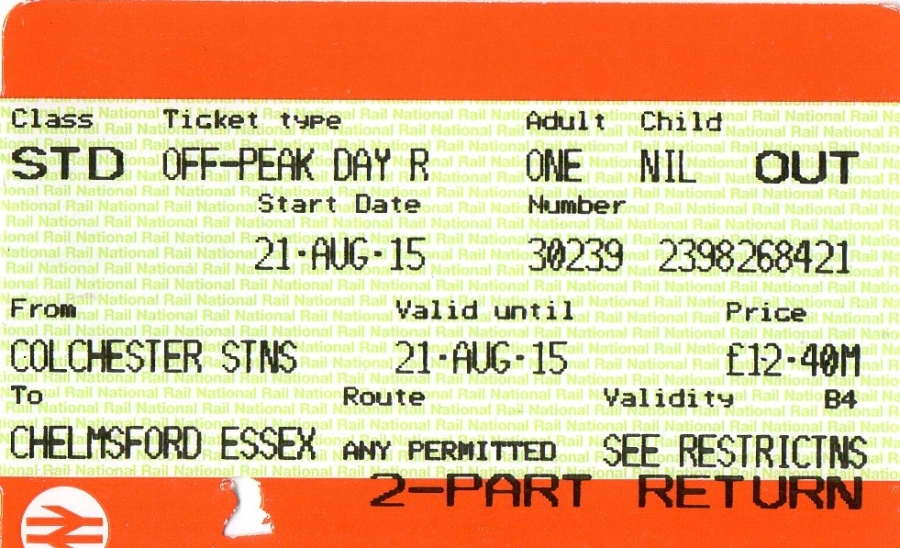 Class Ticket type Adult Child
STD OFF-PEAK DAY R ONE NIL OUT
Start Date Number
21·AUG·15 30239 2398268421
From Valid until Price
COLCHESTER STNS 21·AUG·15 £12·40M
To Route Validity B4
CHELMSFORD ESSEX ANY PERMITTED SEE RESTRICTNS
2-PART RETURN